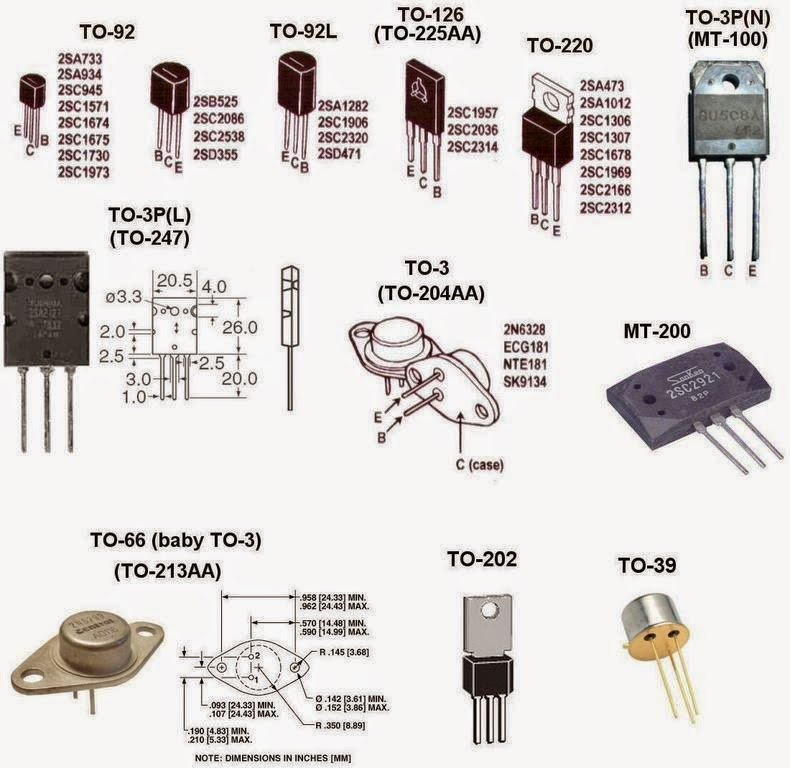 TO-92
2SA733
2SA934
2SC945
2SC1571
2SC1674
2SC1675
2SC1730
2SC1973
E
C
B
2SB525
2SC2086
2SC2538
2SD355
B C E
TO-92L
2SA1282
2SC1906
2SC2320
2SD471
E C B
TO-126
(TO-225AA)
2SC1957
2SC2036
2SC2314
E
C
B
TO-220
2SA473
2SA1012
2SC1306
2SC1307
2SC1678
2SC1969
2SC2166
2SC2312
B
C
E
TO-3P(N)
(MT-100)
BU508A
B C E
TO-3P(L)
(TO-247)
JAPAN
20.5
4.0
ø3.3
2.0
26.0
2.5
2.5
3.0
20.0
1.0
TO-3
(TO-204AA)
2N6328
ECG181
NTE181
SK9134
E
B
C (case)
MT-200
SanKen
2SC2921
B2P
TO-66 (baby TO-3)
(TO-213AA)
Central
.958 [24.33] MIN.
.962 [24.43] MAX.
.570 [14.48] MIN.
.590 [14.99] MAX.
R .145 [3.68]
2
1
Ø .142 [3.61] MIN.
Ø .152 [3.86] MAX.
.093 [24.33] MIN.
.107 [24.43] MAX.
R .350 [8.89]
.190 [4.83] MIN.
.210 [5.33] MAX.
NOTE: DIMENSIONS IN INCHES [MM]
TO-202
TO-39